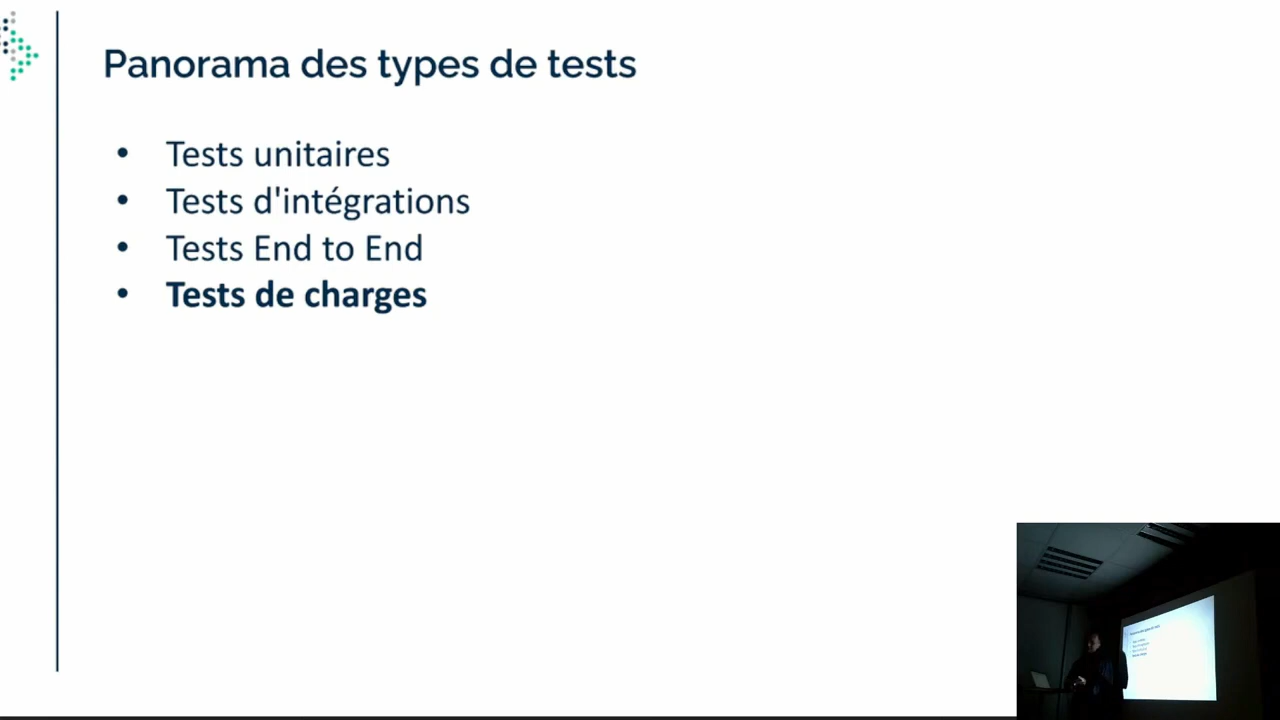 Panorama des types de tests
• Tests unitaires
• Tests d'intégrations
• Tests End to End
• Tests de charges